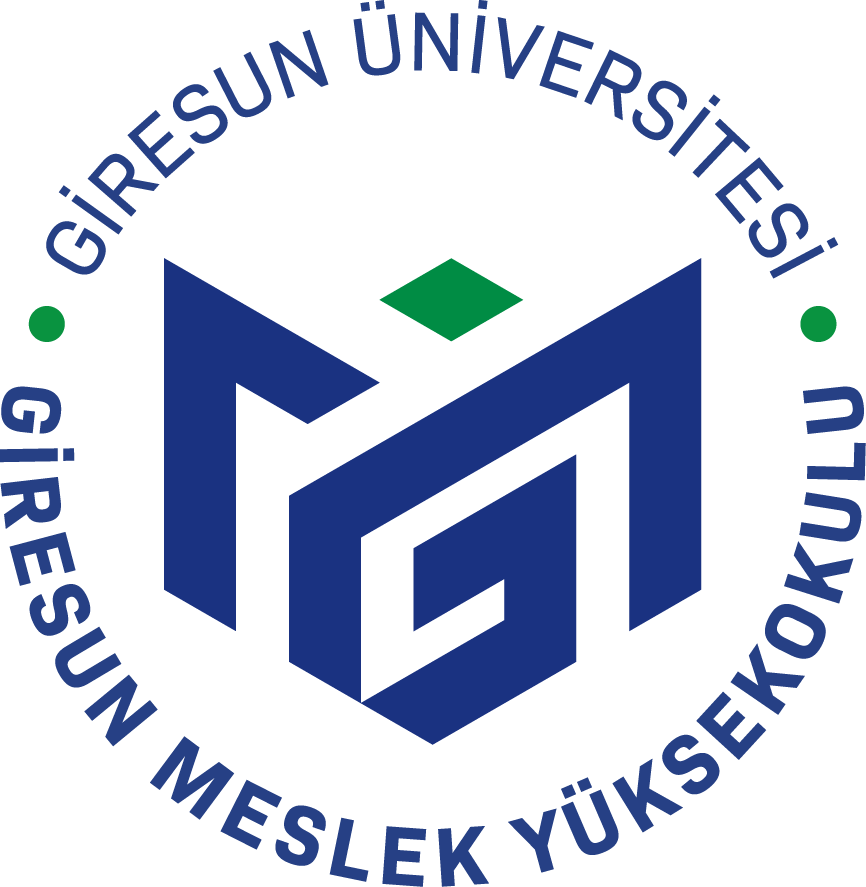 GİRESUN ÜNİVERSİTESİ
GİRESUN MESLEK YÜKSEKOKULU